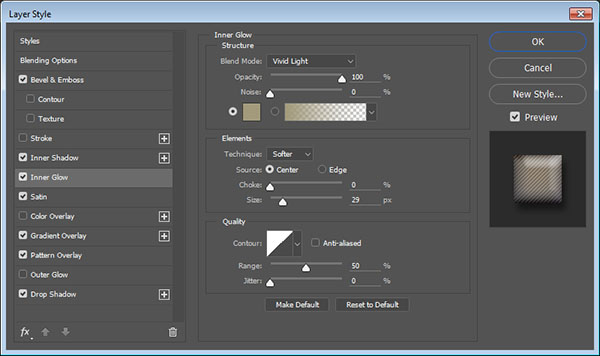 Layer Style
Styles
Blending Options
Bevel & Emboss
Contour
Texture
Stroke
Inner Shadow
Inner Glow
Satin
Color Overlay
Gradient Overlay
Pattern Overlay
Outer Glow
Drop Shadow
fx
Inner Glow
Structure
Blend Mode: Vivid Light
Opacity: 100 %
Noise: 0 %
Elements
Technique: Softer
Source: Center Edge
Choke: 0 %
Size: 29 px
Quality
Contour: Anti-aliased
Range: 50 %
Jitter: 0 %
Make Default Reset to Default
OK
Cancel
New Style...
Preview